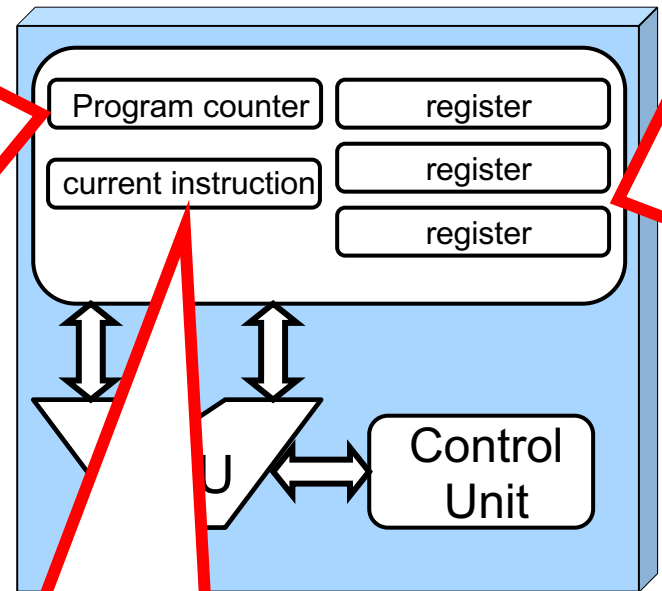 Program counter
register
current instruction
register
register
U
Control
Unit